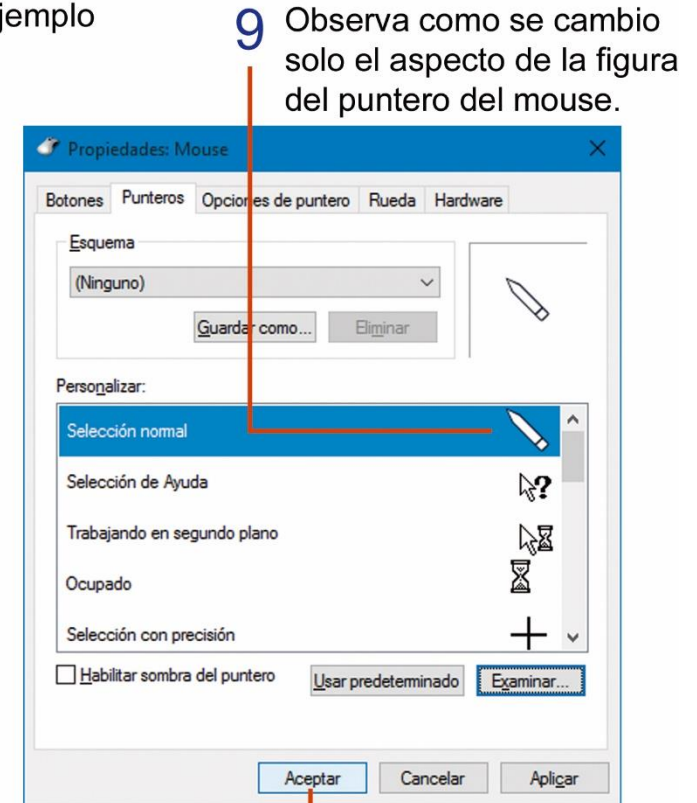 jemplo
9 Observa como se cambio
solo el aspecto de la figura
del puntero del mouse.
Propiedades: Mouse
Botones Punteros Opciones de puntero Rueda Hardware
Esquema
(Ninguno)
Guardar como... Eliminar
Personalizar:
Selección normal
Selección de Ayuda
Trabajando en segundo plano
Ocupado
Selección con precisión
Habilitar sombra del puntero Usar predeterminado Examinar...
Aceptar Cancelar Aplicar